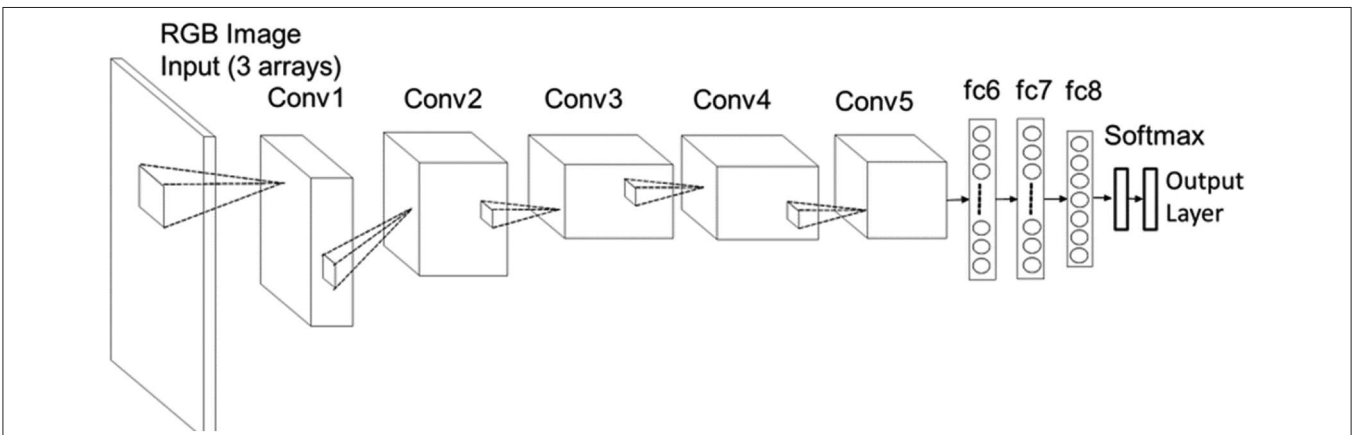 RGB Image
Input (3 arrays)
Conv1
Conv2
Conv3
Conv4
Conv5
fc6
fc7
fc8
Softmax
Output
Layer